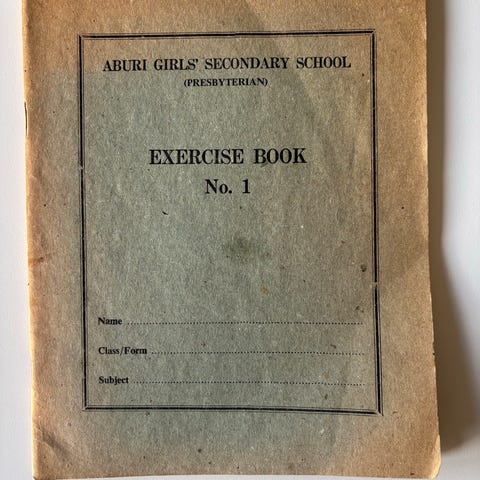 ABURI GIRLS' SECONDARY SCHOOL
(PRESBYTERIAN)
EXERCISE BOOK
No. 1
Name
Class/Form
Subject